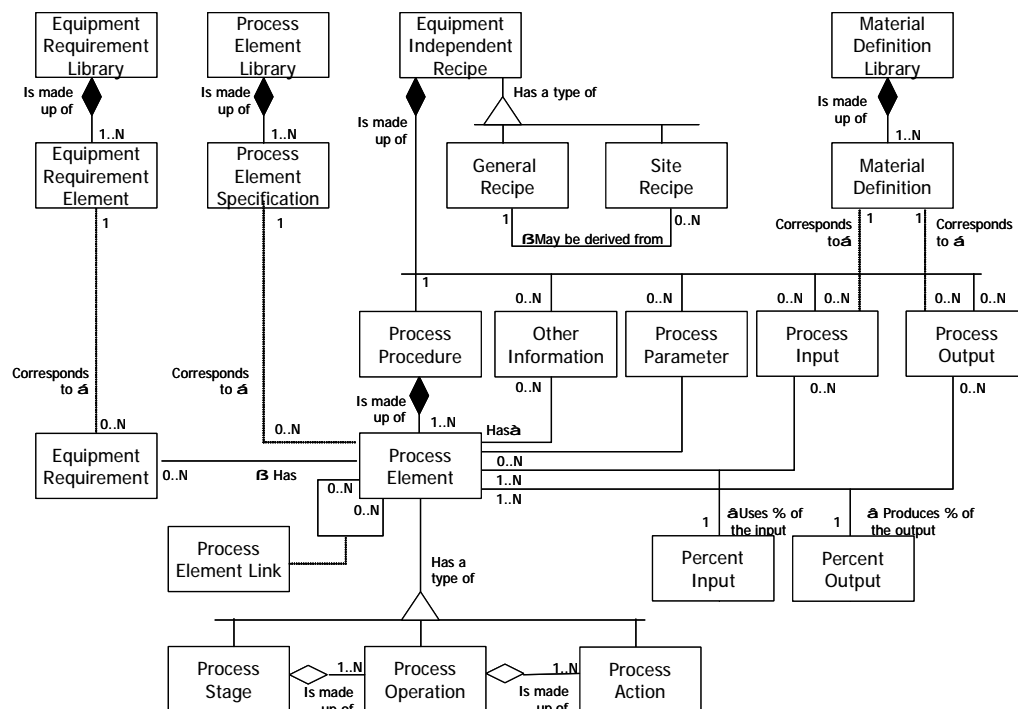 Equipment
Requirement
Library
Process
Element
Library
Equipment
Independent
Recipe
Material
Definition
Library
Is made
up of
Is made
up of
Has a type of
Is made
up of
Is made
up of
1..N
1..N
1..N
Equipment
Requirement
Element
Process
Element
Specification
General
Recipe
Site
Recipe
Material
Definition
1
1
1
0..N
ßMay be derived from
Corresponds
toâ
1
1
Corresponds
to â
1
0..N
0..N
0..N
0..N
0..N
0..N
Process
Procedure
Other
Information
Process
Parameter
Process
Input
Process
Output
Corresponds
to â
Corresponds
to â
Is made
up of
0..N
0..N
0..N
1..N
0..N
0..N
Hasà
Equipment
Requirement
0..N
ß Has
Process
Element
0..N
1..N
1..N
0..N
0..N
Process
Element Link
âUses % of
the input
1
â Produces % of
the output
1
Percent
Input
Percent
Output
Has a
type of
Process
Stage
1..N
Is made
up of
Process
Operation
1..N
Is made
up of
Process
Action